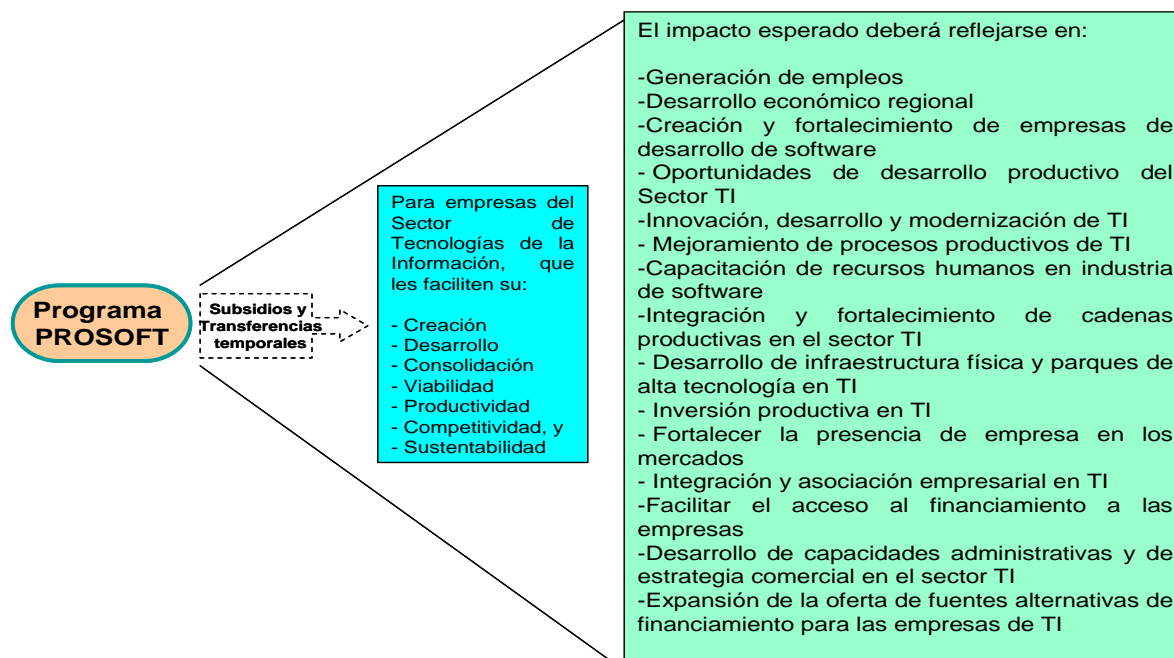 Programa
PROSOFT
Subsidios y
Transferencias
temporales
Para empresas del
Sector de
Tecnologías de la
Información, que
les faciliten su:
- Creación
- Desarrollo
- Consolidación
- Viabilidad
- Productividad
- Competitividad, y
- Sustentabilidad
El impacto esperado deberá reflejarse en:
-Generación de empleos
-Desarrollo económico regional
-Creación y fortalecimiento de empresas de
desarrollo de software
- Oportunidades de desarrollo productivo del
Sector TI
-Innovación, desarrollo y modernización de TI
- Mejoramiento de procesos productivos de TI
-Capacitación de recursos humanos en industria
de software
-Integración y fortalecimiento de cadenas
productivas en el sector TI
- Desarrollo de infraestructura física y parques de
alta tecnología en TI
- Inversión productiva en TI
- Fortalecer la presencia de empresa en los
mercados
- Integración y asociación empresarial en TI
-Facilitar el acceso al financiamiento a las
empresas
-Desarrollo de capacidades administrativas y de
estrategia comercial en el sector TI
-Expansión de la oferta de fuentes alternativas de
financiamiento para las empresas de TI